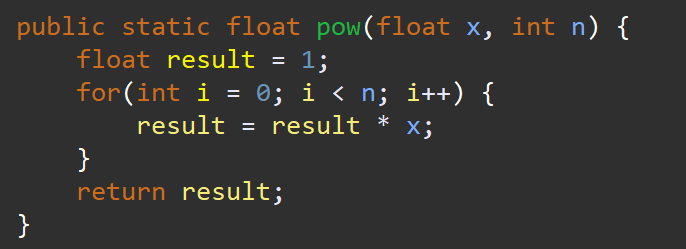 public static float pow(float x, int n) {
    float result = 1;
    for(int i = 0; i < n; i++) {
        result = result * x;
    }
    return result;
}